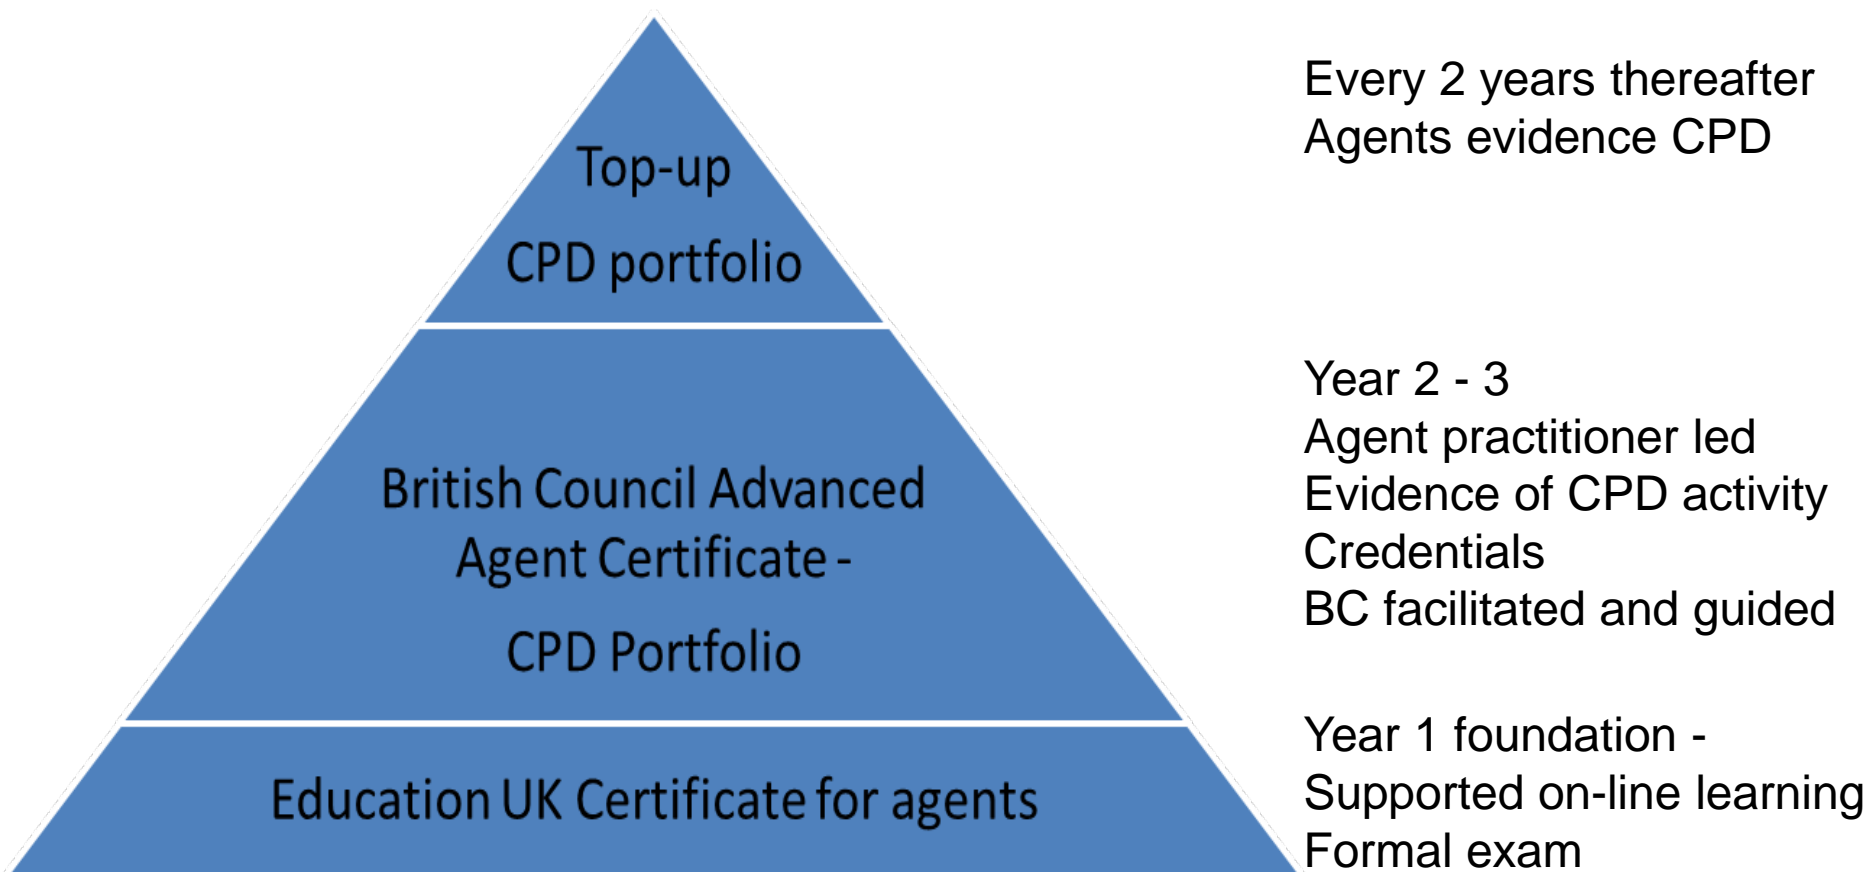 Top-up
CPD portfolio
Every 2 years thereafter
Agents evidence CPD
British Council Advanced
Agent Certificate -
CPD Portfolio
Year 2 - 3
Agent practitioner led
Evidence of CPD activity
Credentials
BC facilitated and guided
Education UK Certificate for agents
Year 1 foundation -
Supported on-line learning
Formal exam